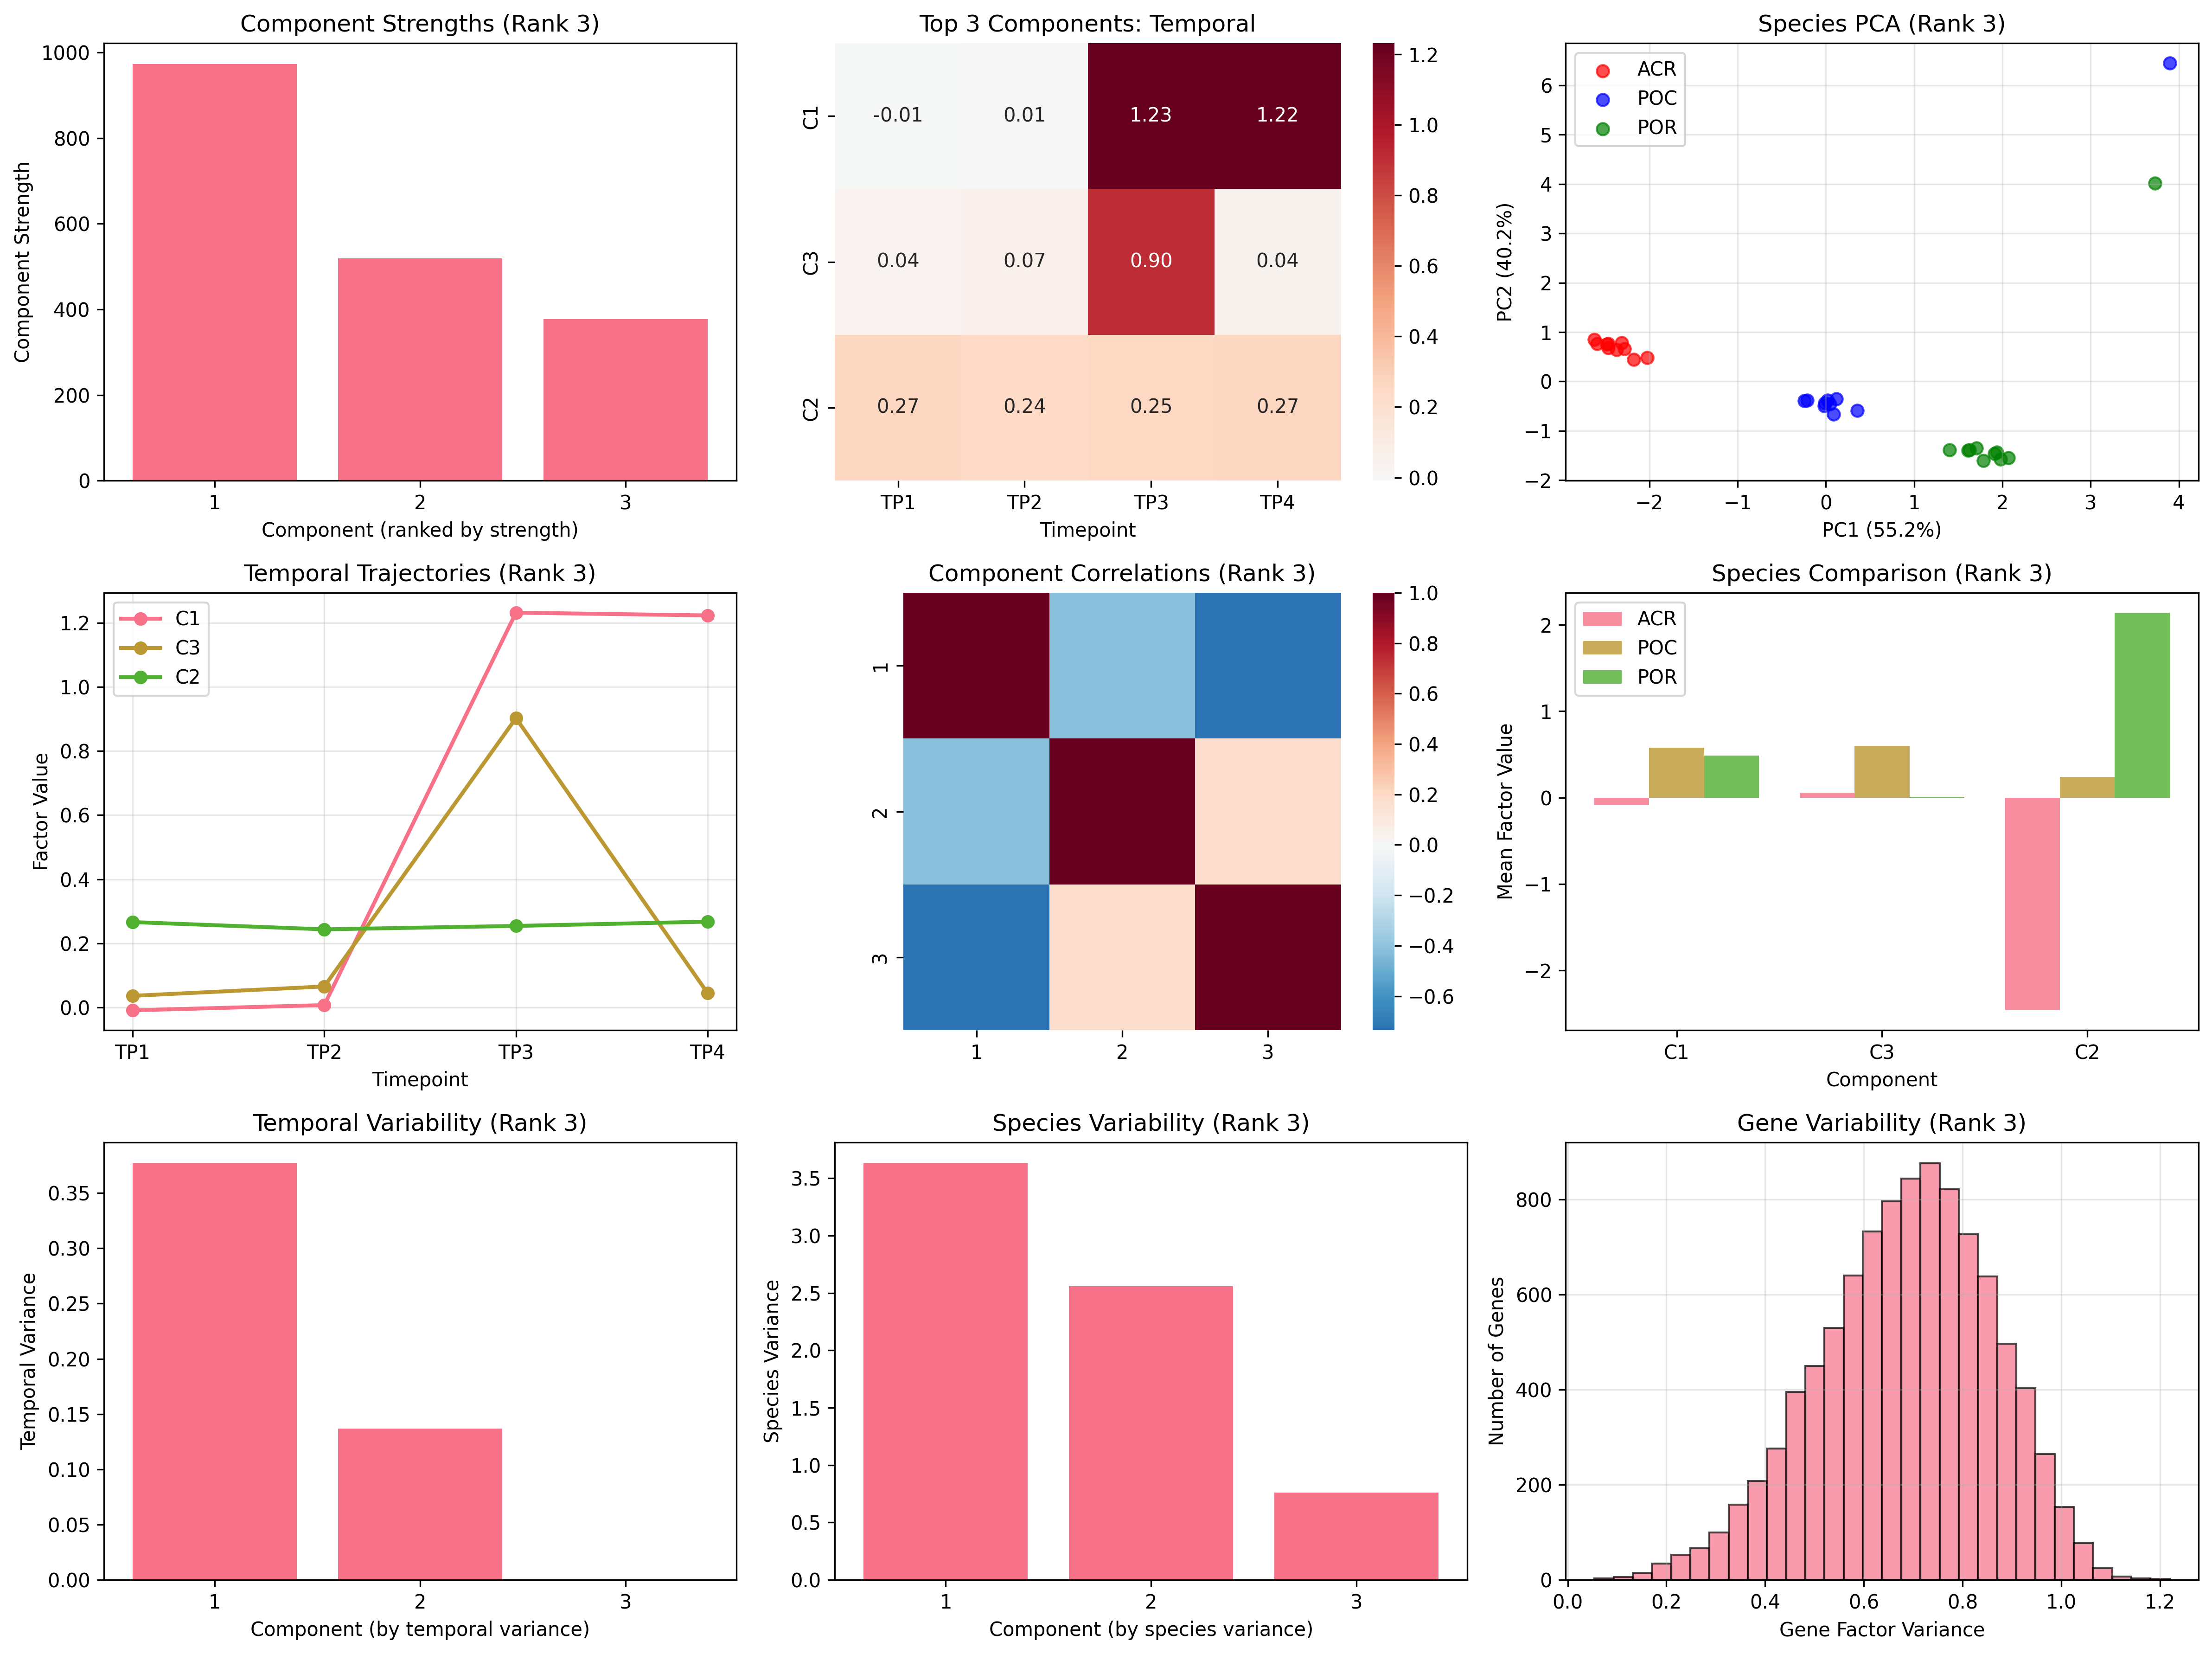 Component Strengths (Rank 3)
1000
800
600
400
200
0
Component Strength
1 2 3
Component (ranked by strength)
Top 3 Components: Temporal
C1
C3
C2
-0.01 0.01 1.23 1.22
0.04 0.07 0.90 0.04
0.27 0.24 0.25 0.27
TP1 TP2 TP3 TP4
Timepoint
1.2
1.0
0.8
0.6
0.4
0.2
0.0
Species PCA (Rank 3)
ACR
POC
POR
6
5
4
3
2
1
0
−1
−2
PC2 (40.2%)
−2 −1 0 1 2 3 4
PC1 (55.2%)
Temporal Trajectories (Rank 3)
C1
C3
C2
1.2
1.0
0.8
0.6
0.4
0.2
0.0
Factor Value
TP1 TP2 TP3 TP4
Timepoint
Component Correlations (Rank 3)
1
2
3
1 2 3
1.0
0.8
0.6
0.4
0.2
0.0
−0.2
−0.4
−0.6
Species Comparison (Rank 3)
ACR
POC
POR
2
1
0
−1
−2
Mean Factor Value
C1 C3 C2
Component
Temporal Variability (Rank 3)
0.35
0.30
0.25
0.20
0.15
0.10
0.05
0.00
Temporal Variance
1 2 3
Component (by temporal variance)
Species Variability (Rank 3)
3.5
3.0
2.5
2.0
1.5
1.0
0.5
0.0
Species Variance
1 2 3
Component (by species variance)
Gene Variability (Rank 3)
800
600
400
200
0
Number of Genes
0.0 0.2 0.4 0.6 0.8 1.0 1.2
Gene Factor Variance